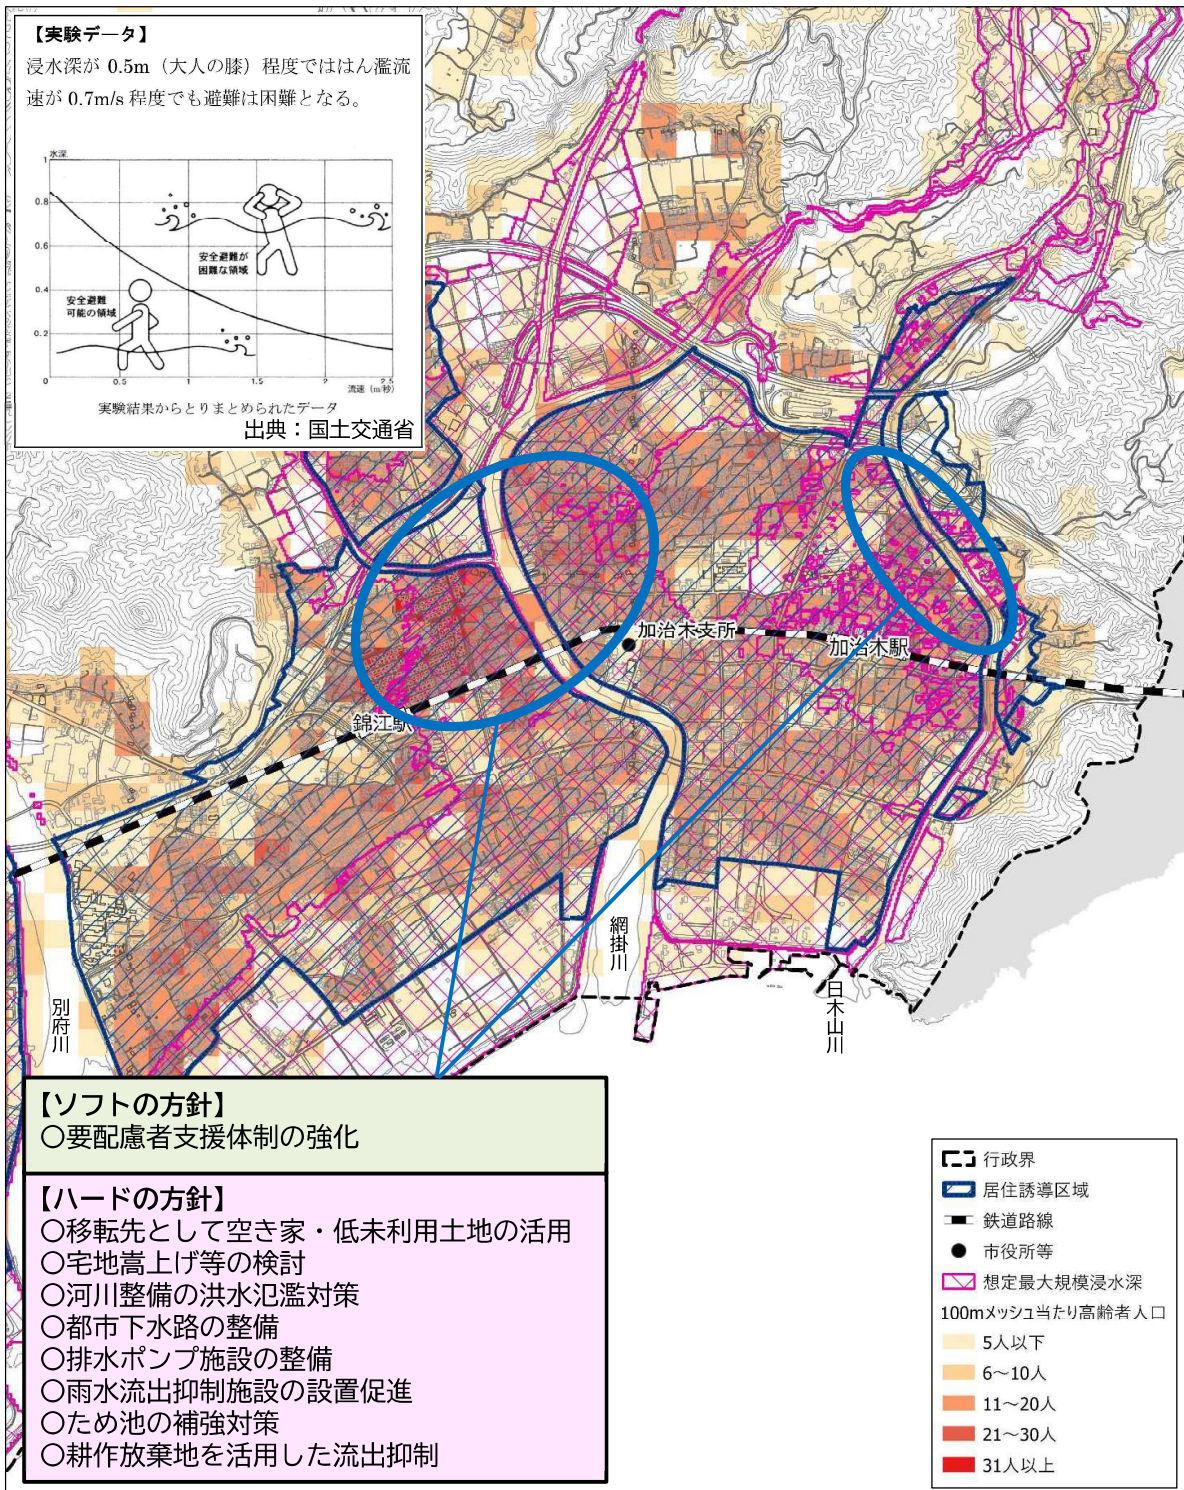 【実験データ】
浸水深が 0.5m（大人の膝）程度でははん濫流
速が 0.7m/s 程度でも避難は困難となる。
水深
1
0.8
0.6
0.4
0.2
0
0.5
1
1.5
2
2.5
流速（m/秒）
安全避難が
困難な領域
安全避難
可能の領域
実験結果からとりまとめられたデータ
出典：国土交通省
加治木支所
加治木駅
錦江駅
網掛川
日木山川
別府川
【ソフトの方針】
○要配慮者支援体制の強化
【ハードの方針】
○移転先として空き家・低未利用土地の活用
○宅地嵩上げ等の検討
○河川整備の洪水氾濫対策
○都市下水路の整備
○排水ポンプ施設の整備
○雨水流出抑制施設の設置促進
○ため池の補強対策
○耕作放棄地を活用した流出抑制
行政界
居住誘導区域
鉄道路線
市役所等
想定最大規模浸水深
100mメッシュ当たり高齢者人口
5人以下
6～10人
11～20人
21～30人
31人以上